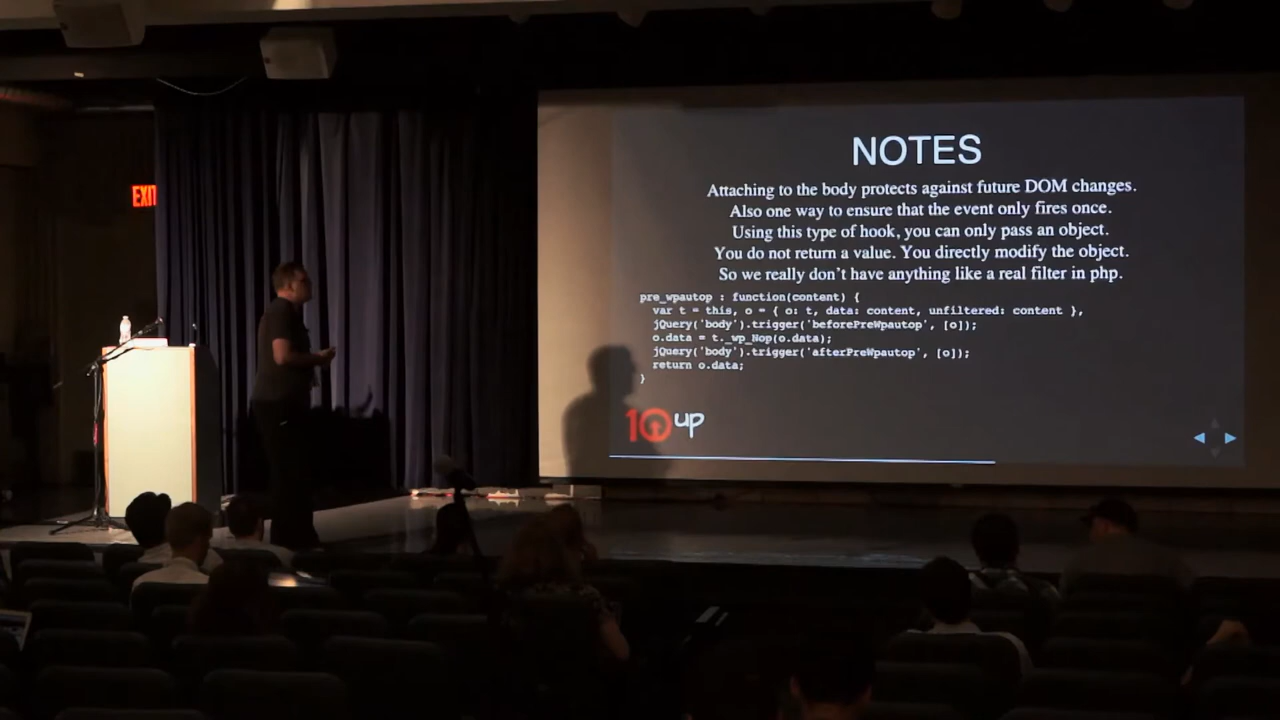 EXIT
NOTES
Attaching to the body protects against future DOM changes.
Also one way to ensure that the event only fires once.
Using this type of hook, you can only pass an object.
You do not return a value. You directly modify the object.
So we really don't have anything like a real filter in php.
pre_wpautop : function(content) {
var t = this, o = { o: t, data: content, unfiltered: content },
jQuery('body').trigger('beforePreWpautop', [o]);
o.data = t._wp_Nop(o.data);
jQuery('body').trigger('afterPreWpautop', [o]);
return o.data;
}
10up